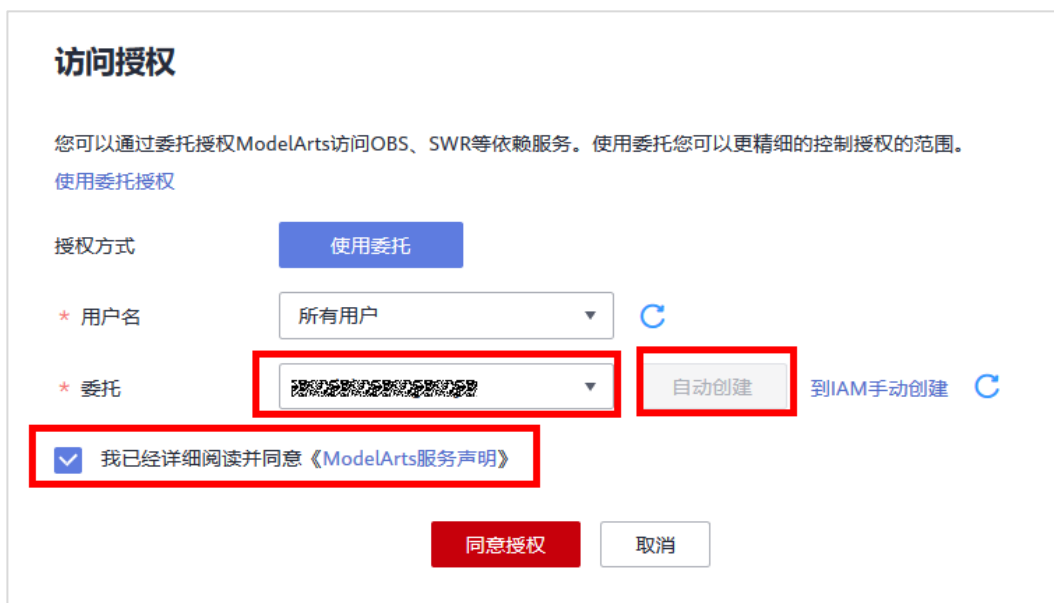 访问授权
您可以通过委托授权ModelArts访问OBS、SWR等依赖服务。使用委托您可以更精细的控制授权的范围。
使用委托授权
授权方式 使用委托
* 用户名 所有用户
* 委托 自动创建 到IAM手动创建
我已经详细阅读并同意《ModelArts服务声明》
同意授权 取消